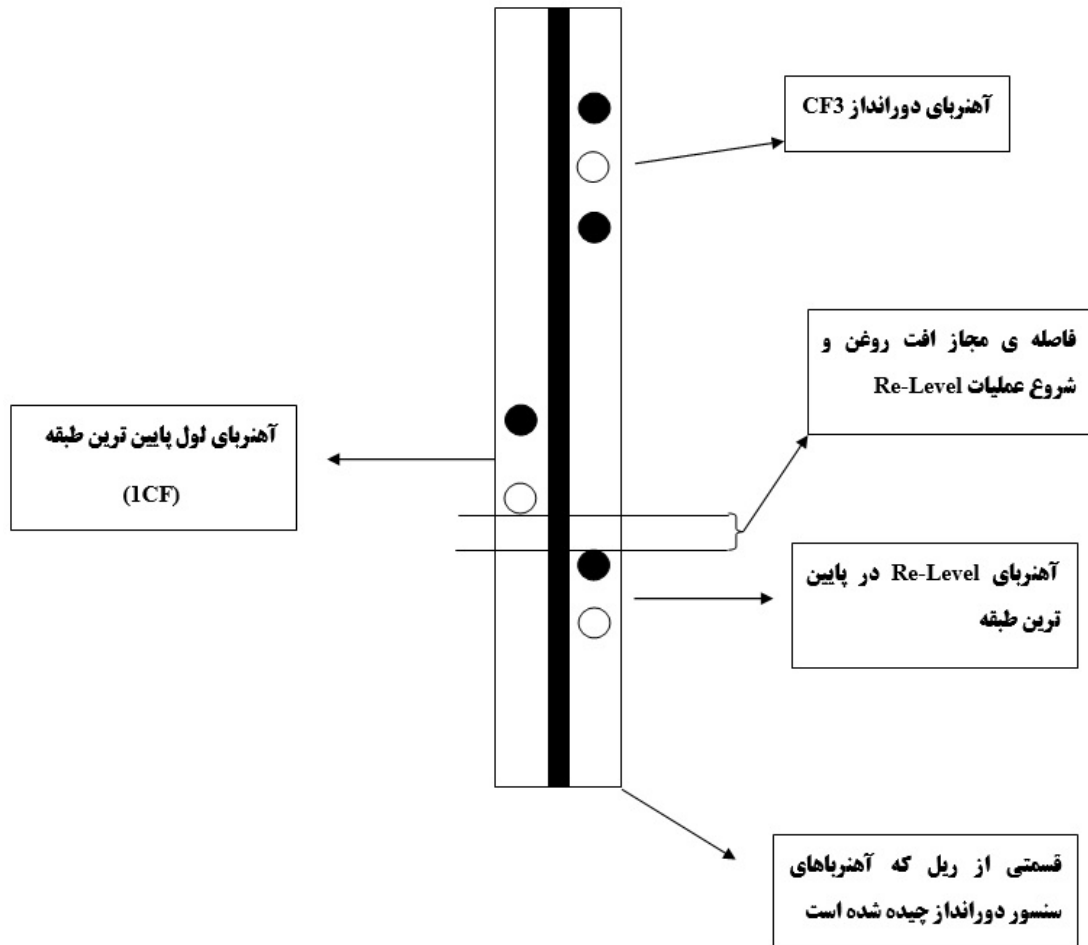 آهنربای دورانداز CF3
فاصله ی مجاز افت روغن و
شروع عملیات Re-Level
آهنربای لول پایین ترین طبقه
(1CF)
آهنربای Re-Level در پایین
ترین طبقه
قسمتی از ریل که آهنرباهای
سنسور دورانداز چیده شده است